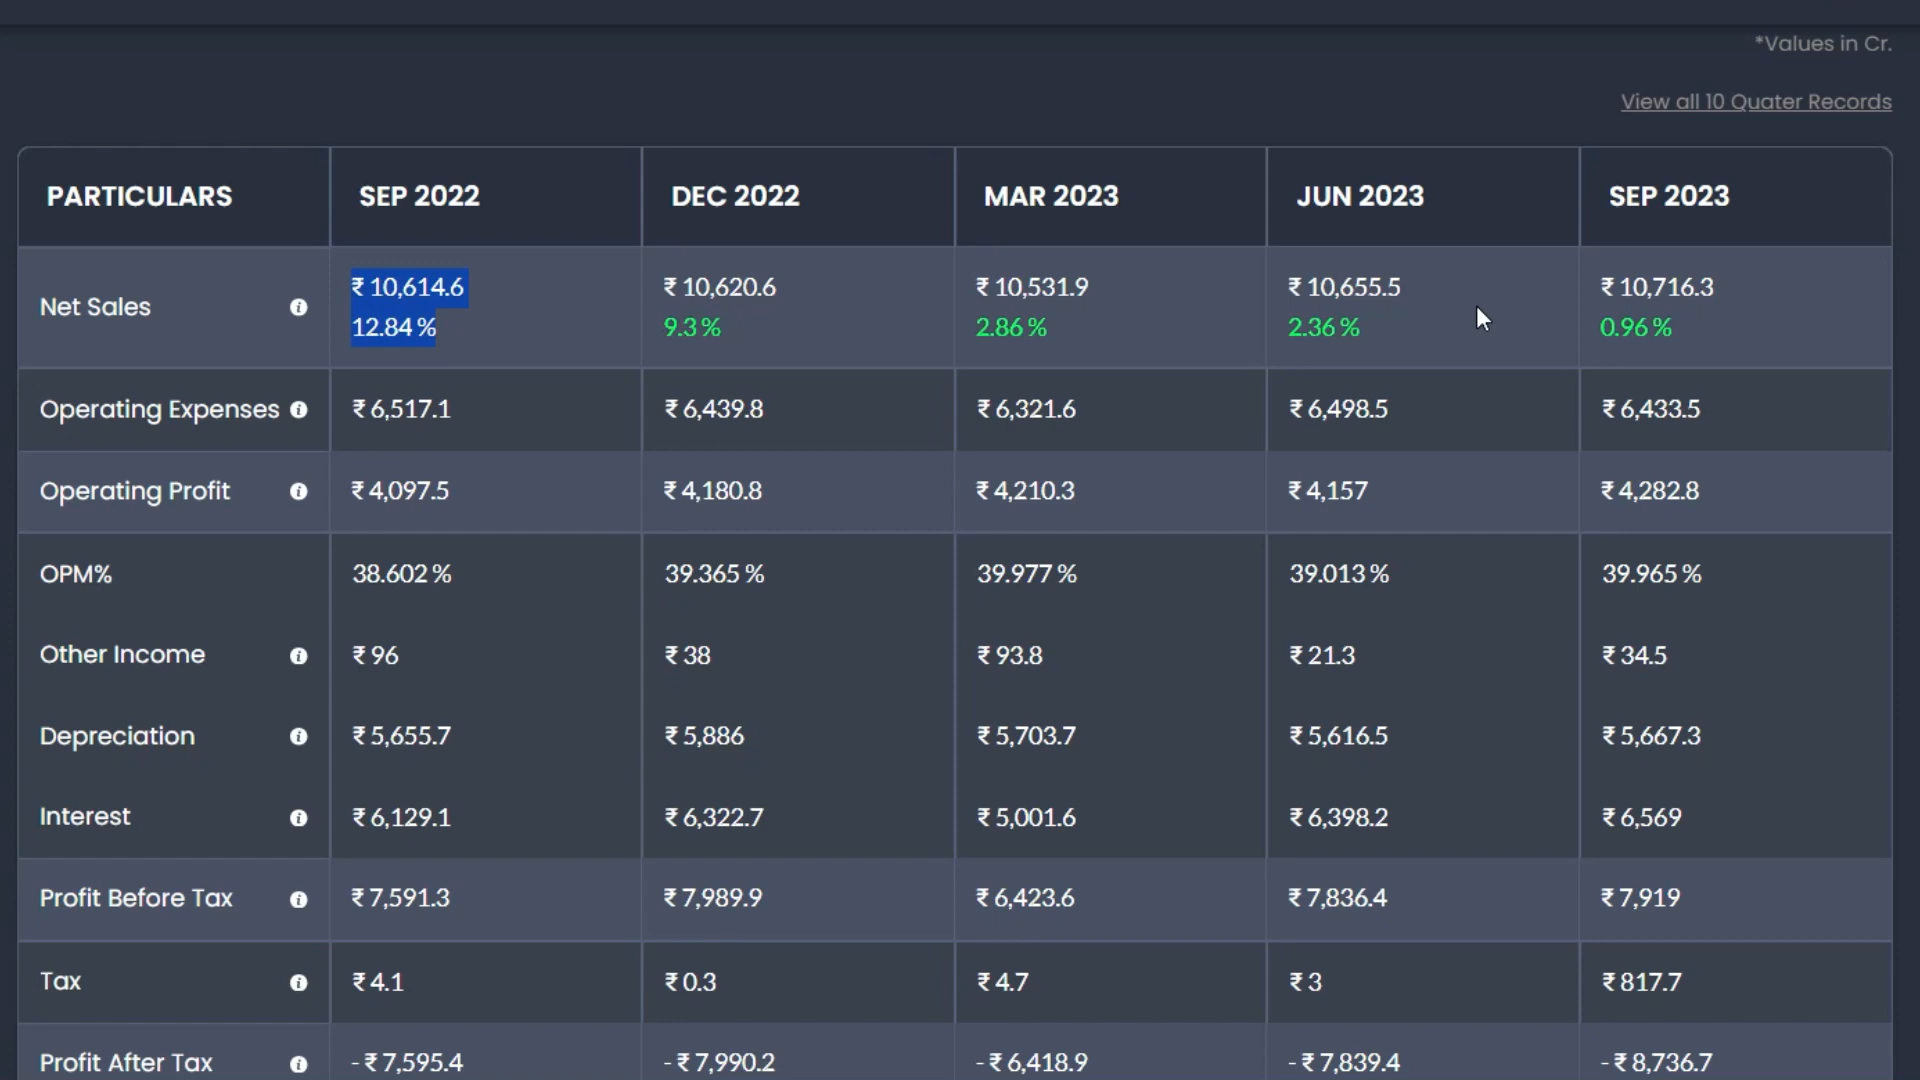 *Values in Cr.
View all 10 Quater Records
PARTICULARS SEP 2022 DEC 2022 MAR 2023 JUN 2023 SEP 2023
Net Sales ₹ 10,614.6 ₹ 10,620.6 ₹ 10,531.9 ₹ 10,655.5 ₹ 10,716.3
12.84 % 9.3 % 2.86 % 2.36 % 0.96 %
Operating Expenses ₹ 6,517.1 ₹ 6,439.8 ₹ 6,321.6 ₹ 6,498.5 ₹ 6,433.5
Operating Profit ₹ 4,097.5 ₹ 4,180.8 ₹ 4,210.3 ₹ 4,157 ₹ 4,282.8
OPM% 38.602 % 39.365 % 39.977 % 39.013 % 39.965 %
Other Income ₹ 96 ₹ 38 ₹ 93.8 ₹ 21.3 ₹ 34.5
Depreciation ₹ 5,655.7 ₹ 5,886 ₹ 5,703.7 ₹ 5,616.5 ₹ 5,667.3
Interest ₹ 6,129.1 ₹ 6,322.7 ₹ 5,001.6 ₹ 6,398.2 ₹ 6,569
Profit Before Tax ₹ 7,591.3 ₹ 7,989.9 ₹ 6,423.6 ₹ 7,836.4 ₹ 7,919
Tax ₹ 4.1 ₹ 0.3 ₹ 4.7 ₹ 3 ₹ 817.7
Profit After Tax - ₹ 7,595.4 - ₹ 7,990.2 - ₹ 6,418.9 - ₹ 7,839.4 - ₹ 8,736.7